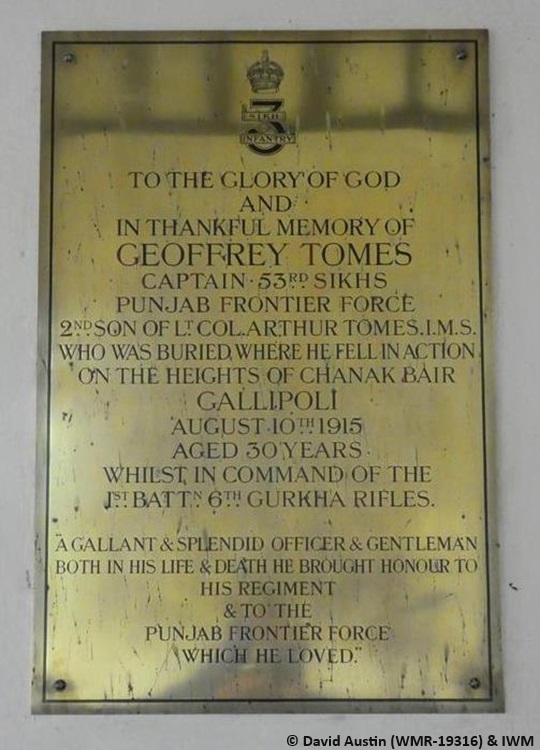 3
SIKH
INFANTRY
TO THE GLORY OF GOD
AND
IN THANKFUL MEMORY OF
GEOFFREY TOMES
CAPTAIN · 53RD SIKHS
PUNJAB FRONTIER FORCE
2ND SON OF LT COL. ARTHUR TOMES. I.M.S.
WHO WAS BURIED, WHERE HE FELL IN ACTION
ON THE HEIGHTS OF CHANAK BAIR
GALLIPOLI
AUGUST 10TH 1915
AGED 30 YEARS
WHILST IN COMMAND OF THE
1ST BATTN 6TH GURKHA RIFLES.
"A GALLANT & SPLENDID OFFICER & GENTLEMAN
BOTH IN HIS LIFE & DEATH HE BROUGHT HONOUR TO
HIS REGIMENT
& TO THE
PUNJAB FRONTIER FORCE
WHICH HE LOVED."
© David Austin (WMR-19316) & IWM